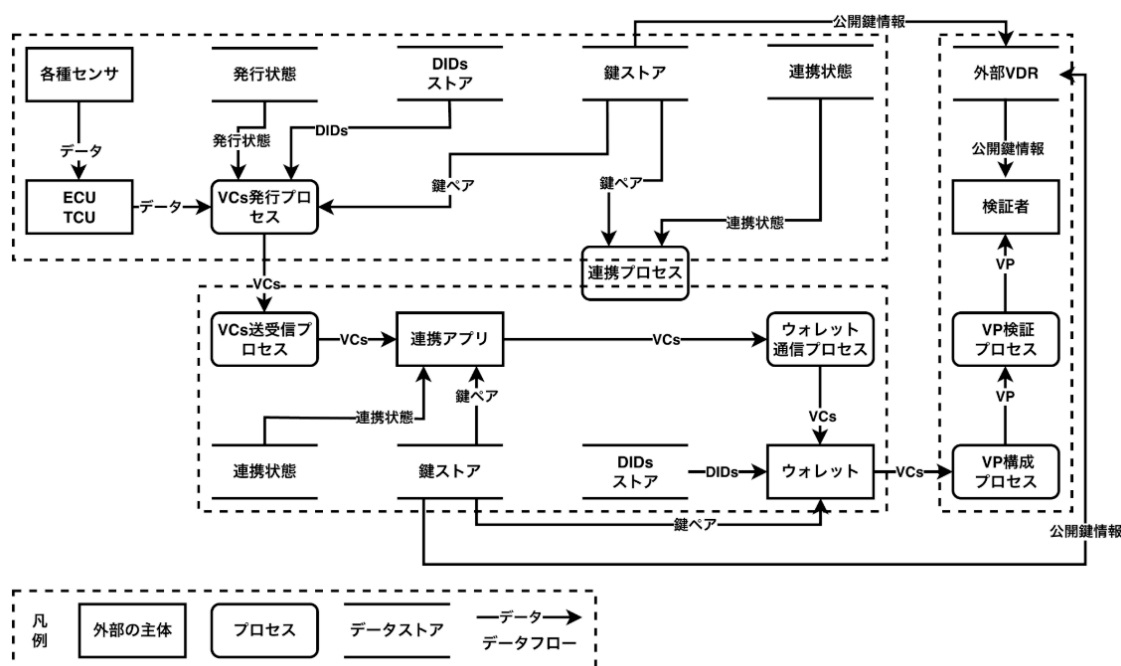 公開鍵情報
各種センサ
発行状態
DIDs
ストア
鍵ストア
連携状態
外部VDR
発行状態
DIDs
データ
鍵ペア
鍵ペア
公開鍵情報
ECU
TCU
データ
VCs発行プロ
セス
連携状態
検証者
連携プロセス
VP
VCs
VCs送受信プ
ロセス
VCs
連携アプリ
VCs
ウォレット
通信プロセス
VP検証
プロセス
鍵ペア
連携状態
VCs
VP
連携状態
鍵ストア
DIDs
ストア
DIDs
ウォレット
VCs
VP構成
プロセス
鍵ペア
公開鍵情報
凡
例
外部の主体
プロセス
データストア
データ
データフロー